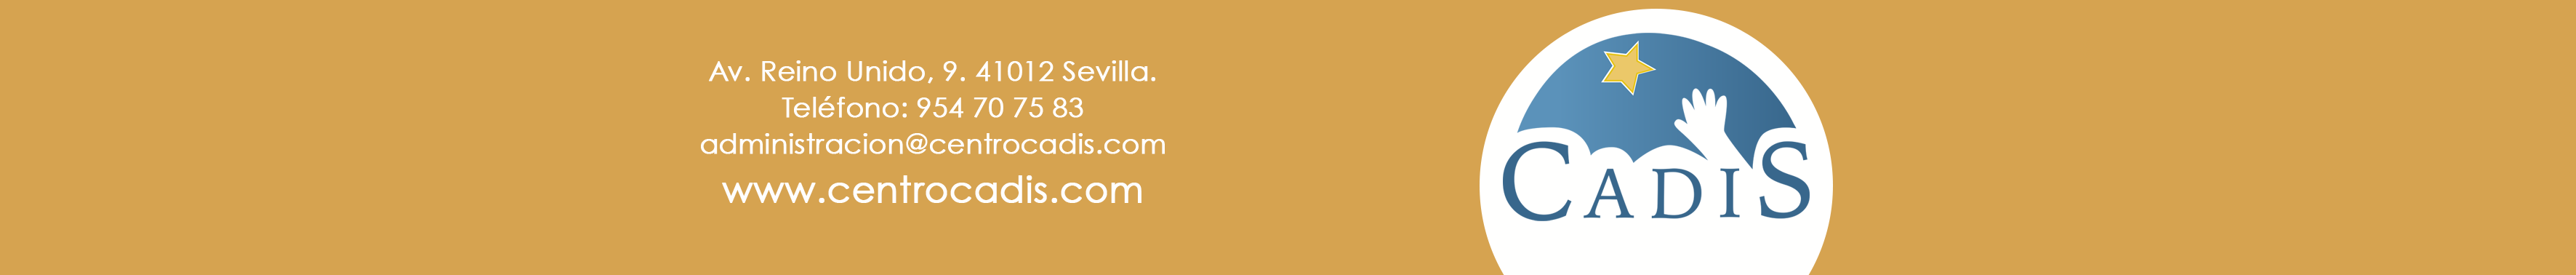 Av. Reino Unido, 9. 41012 Sevilla.
Teléfono: 954 70 75 83
administracion@centrocadis.com
www.centrocadis.com
CADIS